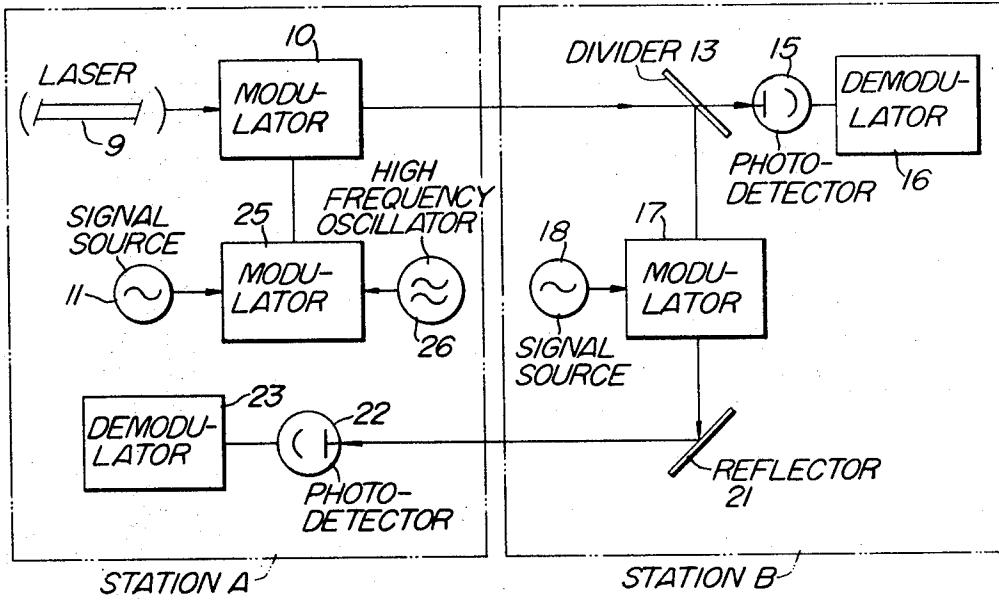 LASER
9
10
MODU-
LATOR
SIGNAL
SOURCE
11
25
MODU-
LATOR
HIGH
FREQUENCY
OSCILLATOR
26
DEMODU-
LATOR
23
22
PHOTO-
DETECTOR
STATION A
DIVIDER 13
15
PHOTO-
DETECTOR
DEMODU-
LATOR
16
18
SIGNAL
SOURCE
17
MODU-
LATOR
REFLECTOR
21
STATION B